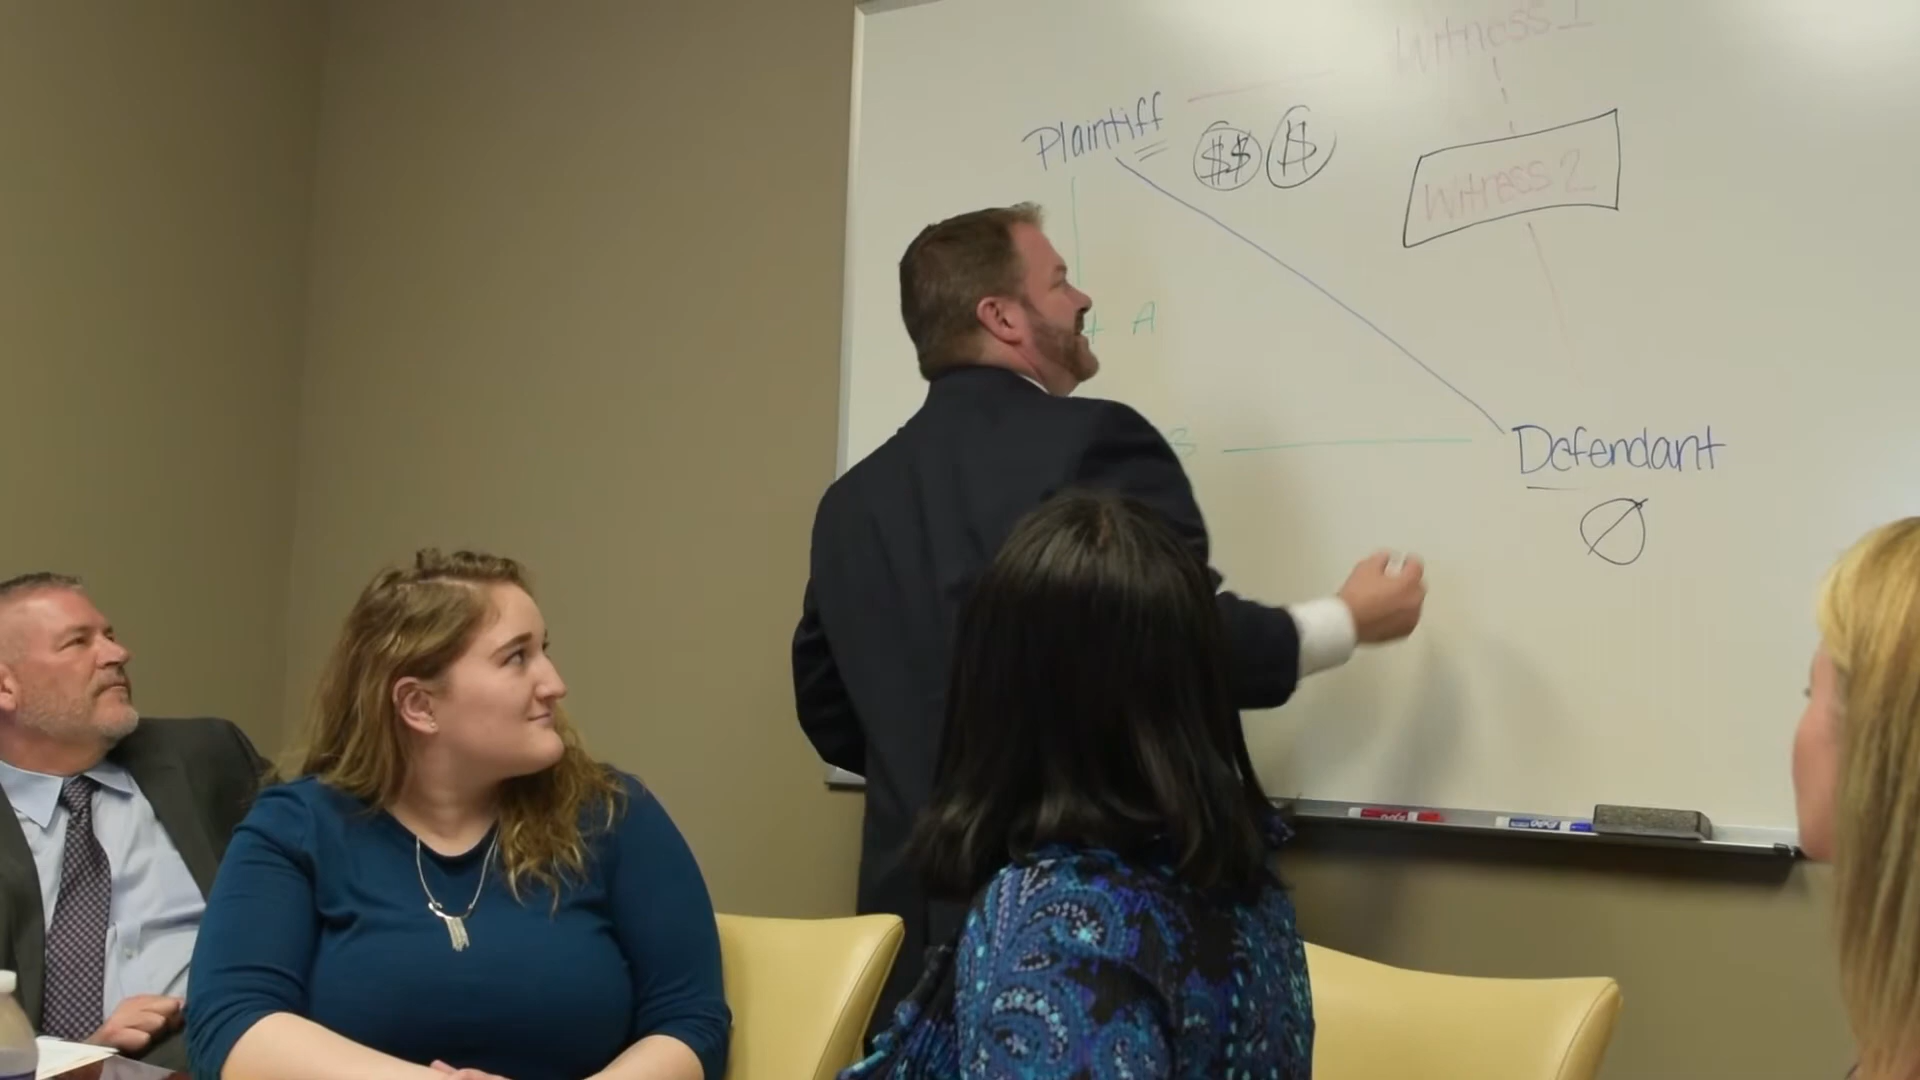 Witness 1
Plaintiff
$$ $
Witness 2
A
B
Defendant